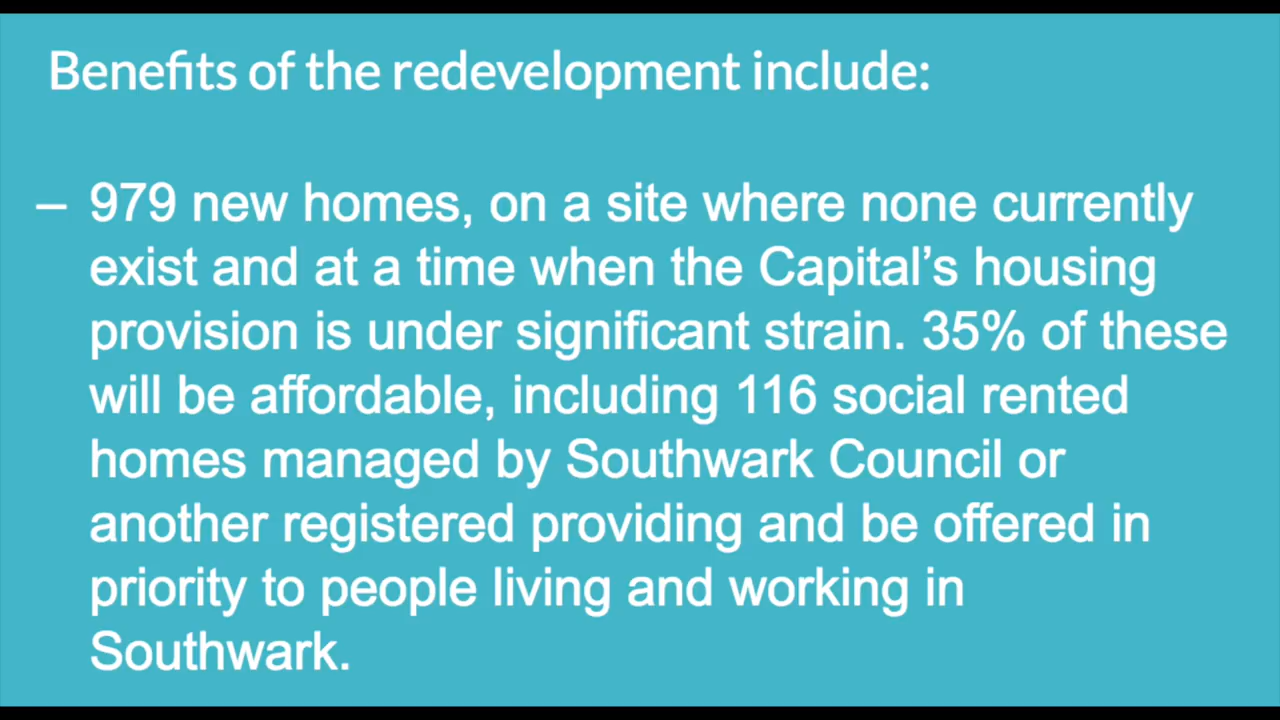 Benefits of the redevelopment include:
– 979 new homes, on a site where none currently
exist and at a time when the Capital’s housing
provision is under significant strain. 35% of these
will be affordable, including 116 social rented
homes managed by Southwark Council or
another registered providing and be offered in
priority to people living and working in
Southwark.